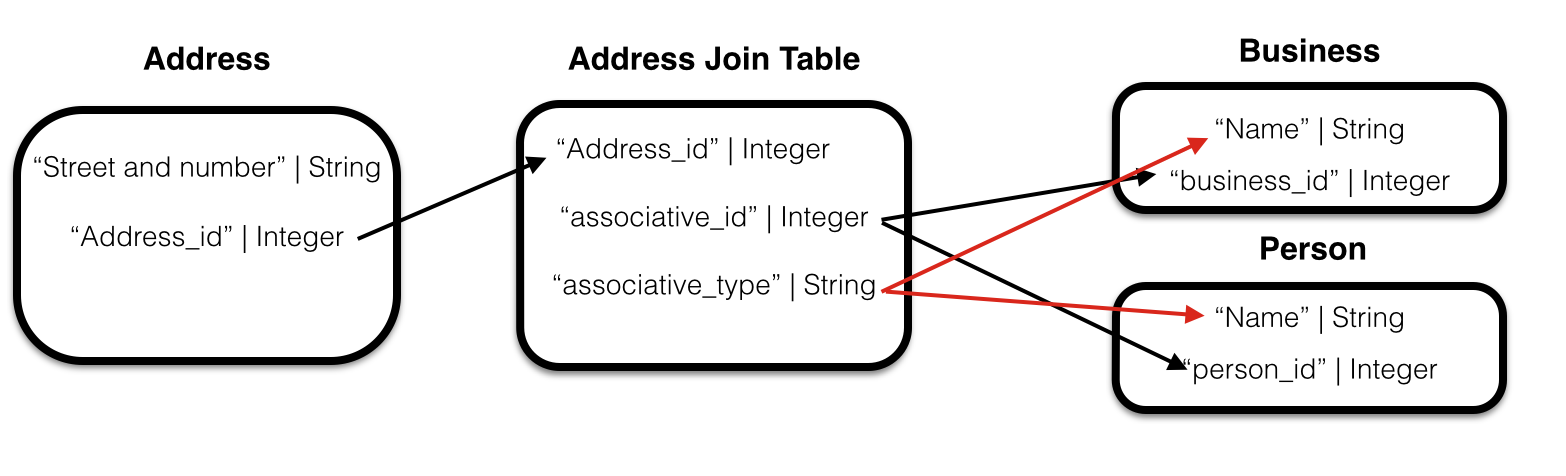 Address
“Street and number” | String
“Address_id” | Integer
Address Join Table
“Address_id” | Integer
“associative_id” | Integer
“associative_type” | String
Business
“Name” | String
“business_id” | Integer
Person
“Name” | String
“person_id” | Integer